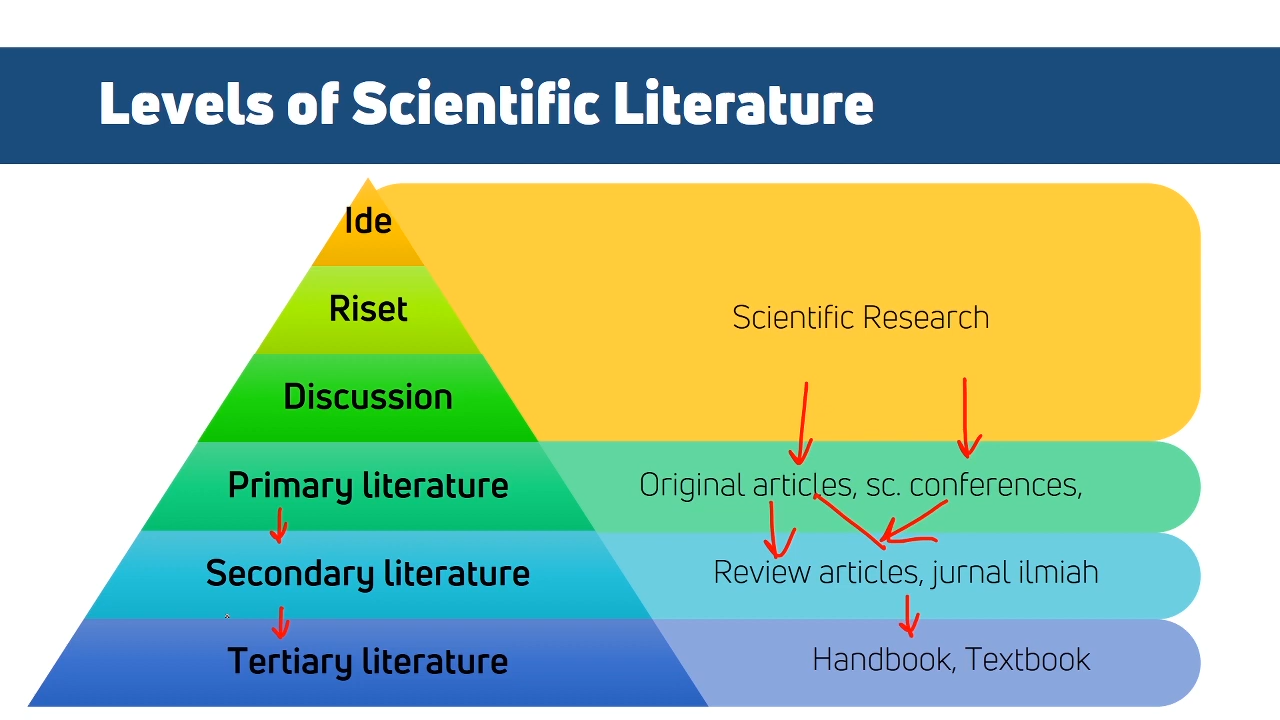 Levels of Scientific Literature
Ide
Riset
Scientific Research
Discussion
Primary literature
Original articles, sc. conferences,
Secondary literature
Review articles, jurnal ilmiah
Tertiary literature
Handbook, Textbook